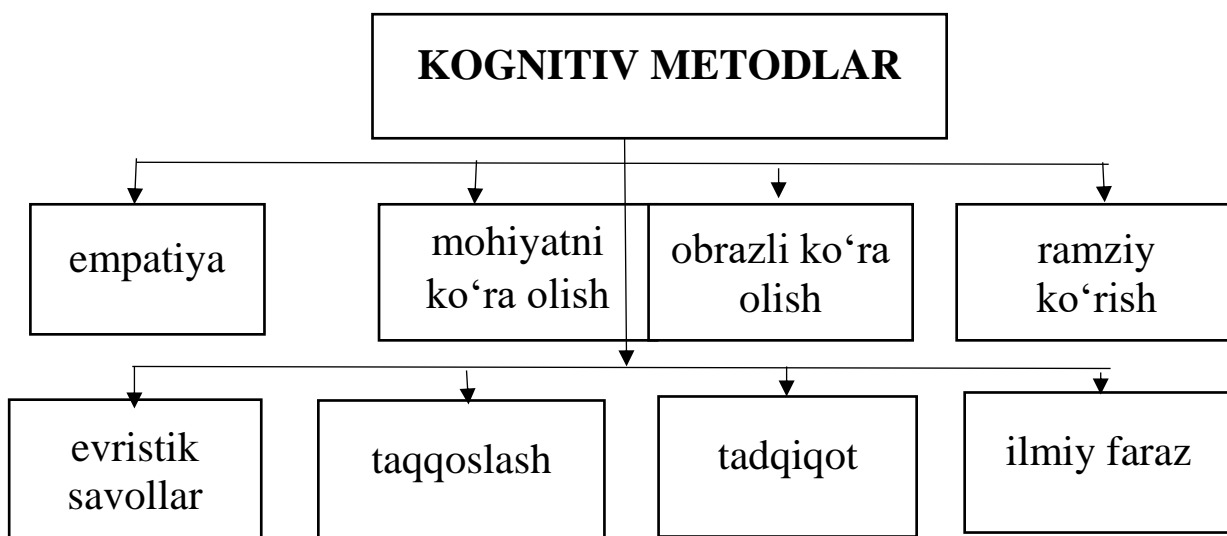 KOGNITIV METODLAR
empatiya
mohiyatni
ko‘ra olish
obrazli ko‘ra
olish
ramziy
ko‘rish
evristik
savollar
taqqoslash
tadqiqot
ilmiy faraz